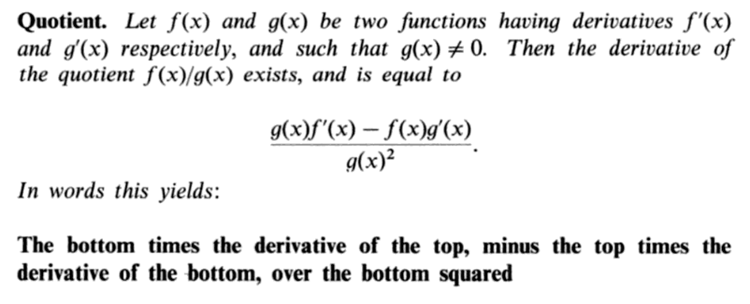 Quotient. Let f(x) and g(x) be two functions having derivatives f'(x)
and g'(x) respectively, and such that g(x) ≠ 0. Then the derivative of
the quotient f(x)/g(x) exists, and is equal to
g(x)f'(x) − f(x)g'(x)
g(x)².
In words this yields:
The bottom times the derivative of the top, minus the top times the
derivative of the bottom, over the bottom squared